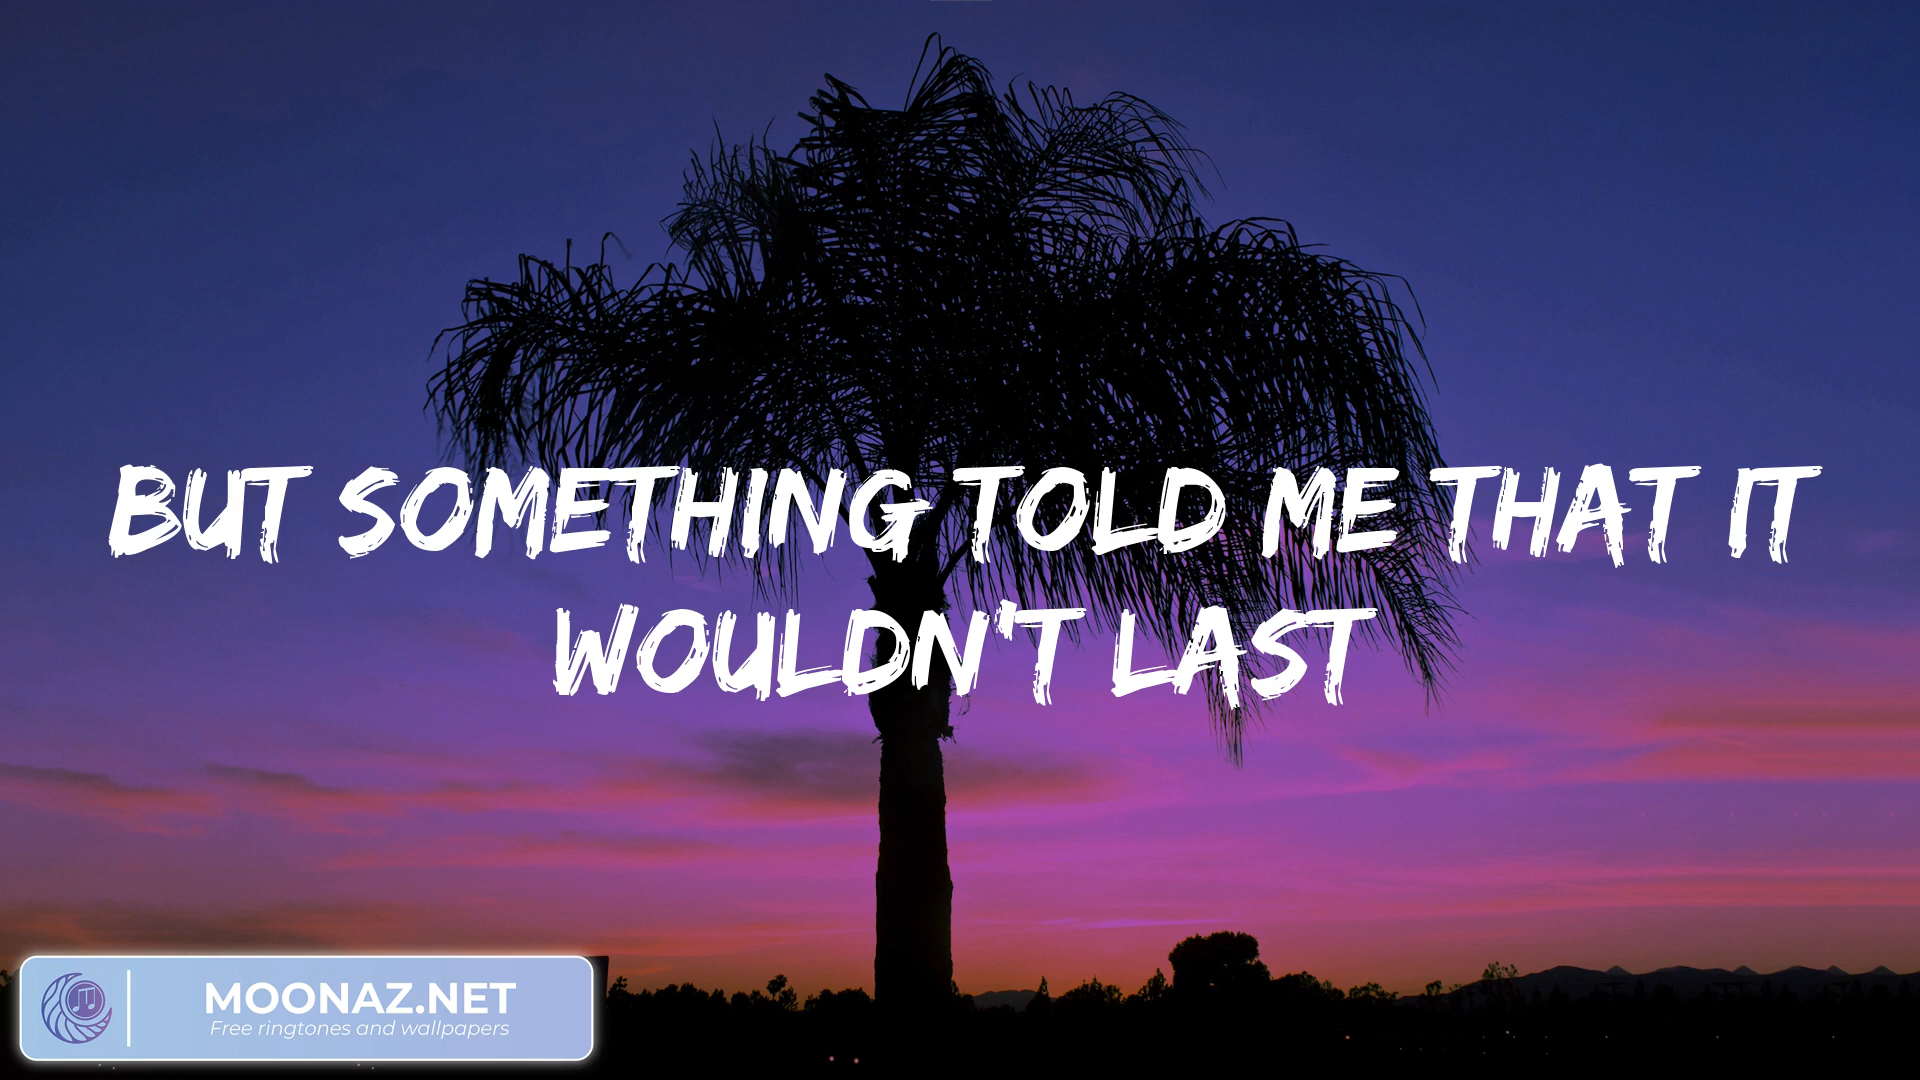 BUT SOMETHING TOLD ME THAT IT
WOULDN'T LAST
MOONAZ.NET
Free ringtones and wallpapers